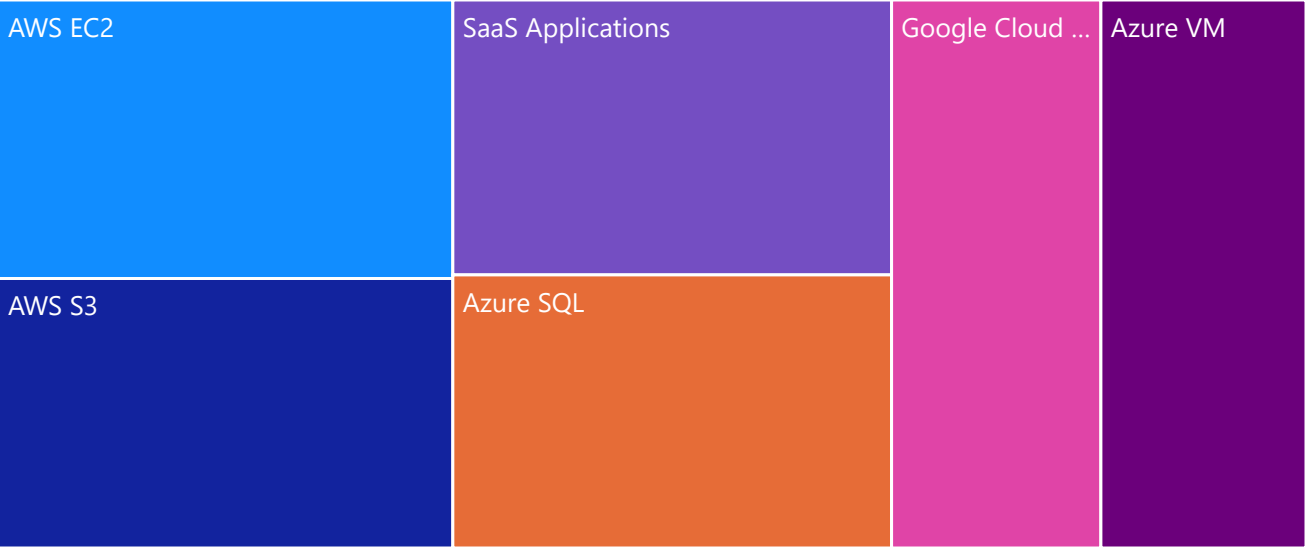 AWS EC2
SaaS Applications
Google Cloud ...
Azure VM
AWS S3
Azure SQL